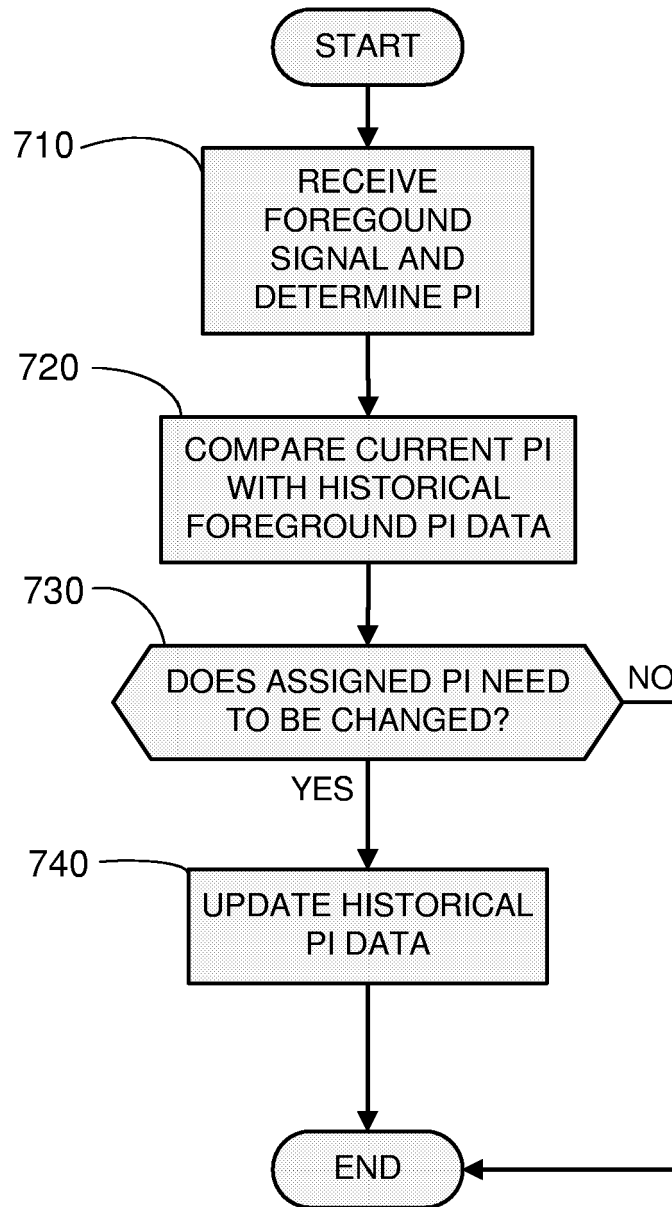 START
710
RECEIVE
FOREGOUND
SIGNAL AND
DETERMINE PI
720
COMPARE CURRENT PI
WITH HISTORICAL
FOREGROUND PI DATA
730
DOES ASSIGNED PI NEED
TO BE CHANGED?
NO
YES
740
UPDATE HISTORICAL
PI DATA
END